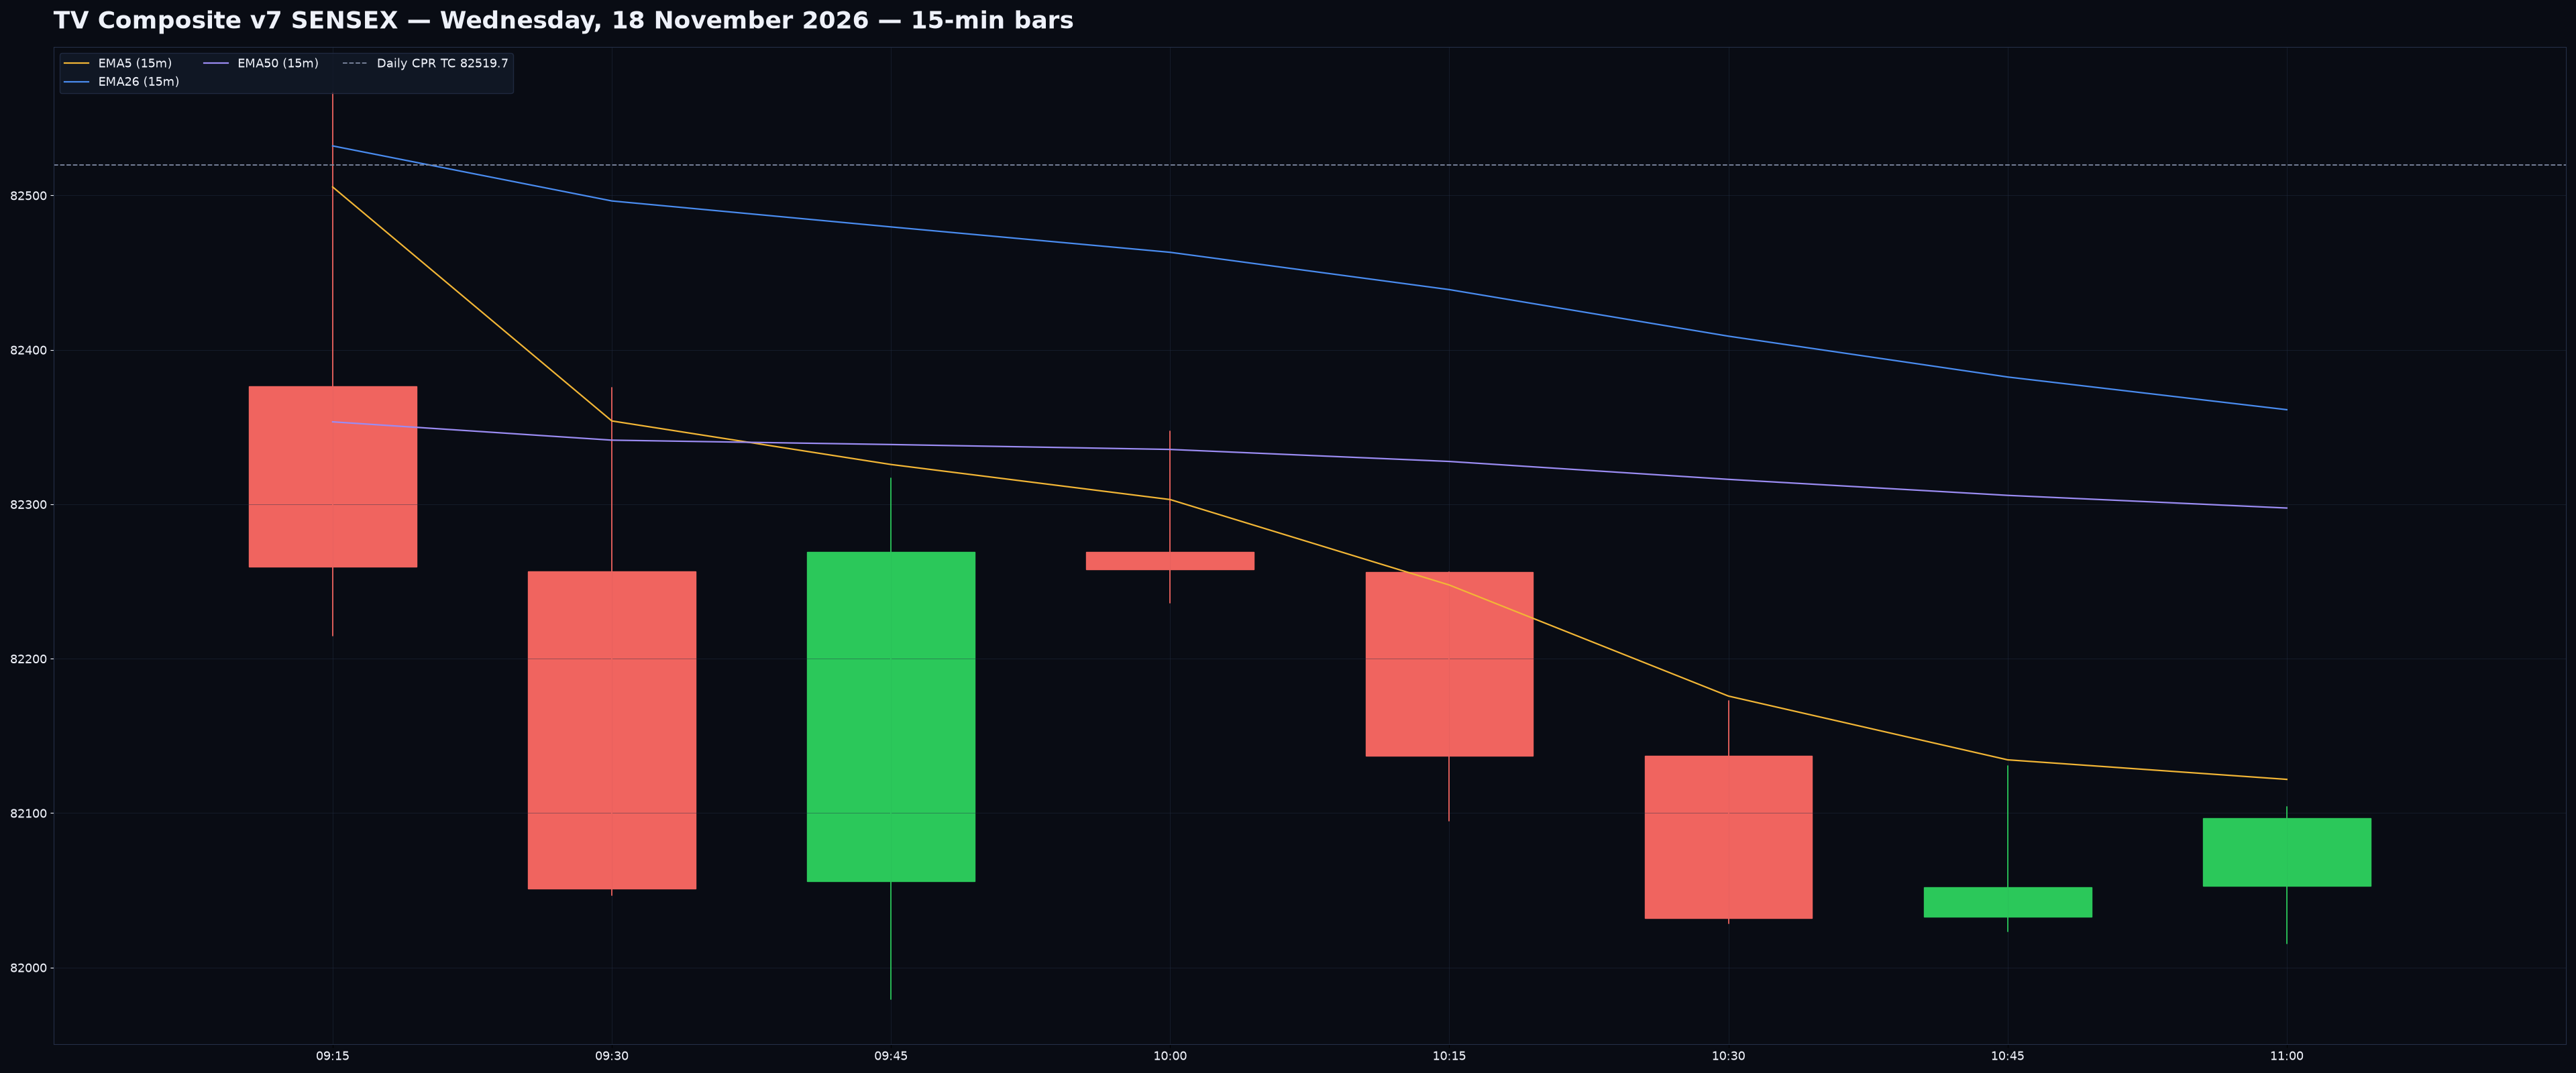 TV Composite v7 SENSEX — Wednesday, 18 November 2026 — 15-min bars
EMA5 (15m) EMA50 (15m) Daily CPR TC 82519.7
EMA26 (15m)
82500
82400
82300
82200
82100
82000
09:15 09:30 09:45 10:00 10:15 10:30 10:45 11:00